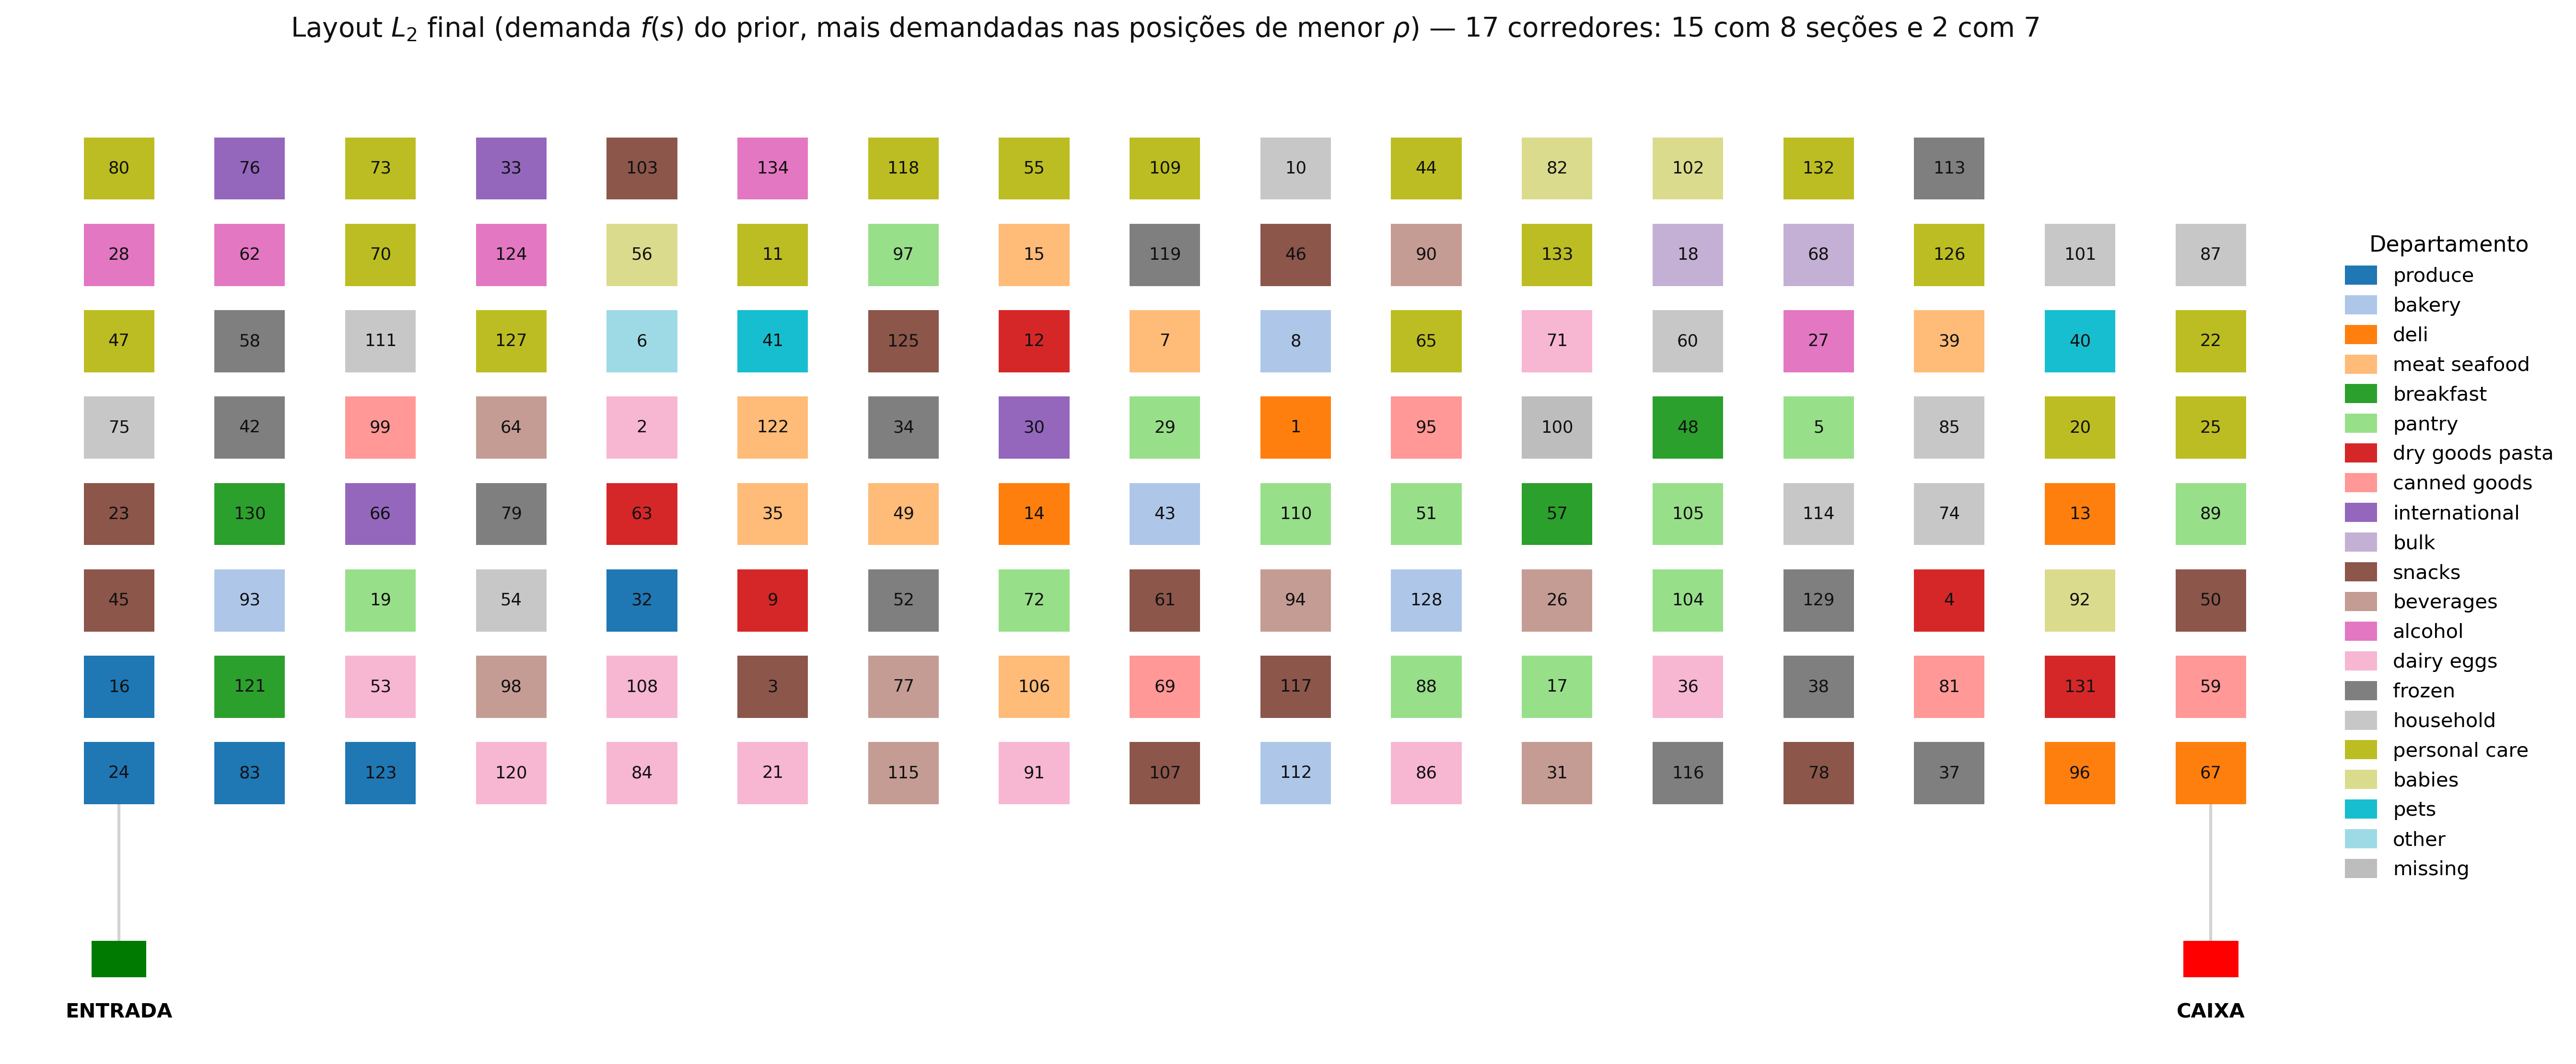 Layout L₂ final (demanda f(s) do prior, mais demandadas nas posições de menor ρ) — 17 corredores: 15 com 8 seções e 2 com 7
80 76 73 33 103 134 118 55 109 10 44 82 102 132 113
28 62 70 124 56 11 97 15 119 46 90 133 18 68 126 101 87
47 58 111 127 6 41 125 12 7 8 65 71 60 27 39 40 22
75 42 99 64 2 122 34 30 29 1 95 100 48 5 85 20 25
23 130 66 79 63 35 49 14 43 110 51 57 105 114 74 13 89
45 93 19 54 32 9 52 72 61 94 128 26 104 129 4 92 50
16 121 53 98 108 3 77 106 69 117 88 17 36 38 81 131 59
24 83 123 120 84 21 115 91 107 112 86 31 116 78 37 96 67
ENTRADA
CAIXA
Departamento
produce
bakery
deli
meat seafood
breakfast
pantry
dry goods pasta
canned goods
international
bulk
snacks
beverages
alcohol
dairy eggs
frozen
household
personal care
babies
pets
other
missing